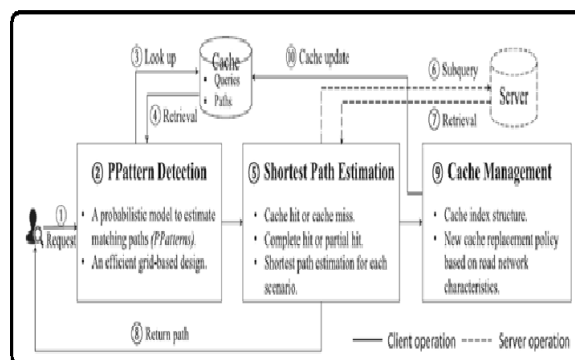 ③ Look up
Cache
• Queries
• Paths
④ Retrieval
⑩ Cache update
⑥ Subquery
Server
⑦ Retrieval
② PPattern Detection
• A probabilistic model to estimate
matching paths (PPatterns).
• An efficient grid-based design.
⑤ Shortest Path Estimation
• Cache hit or cache miss.
• Complete hit or partial hit.
• Shortest path estimation for each
scenario.
⑨ Cache Management
• Cache index structure.
• New cache replacement policy
based on road network
characteristics.
①
Request
⑧ Return path
Client operation
Server operation